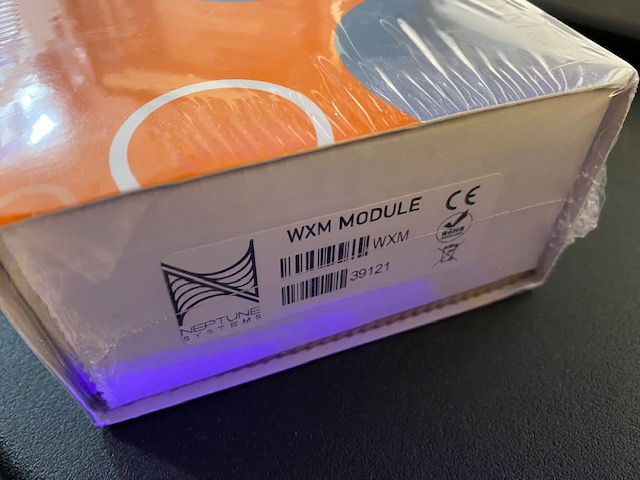 WXM MODULE
WXM
39121
NEPTUNE
SYSTEMS
CE
RoHS